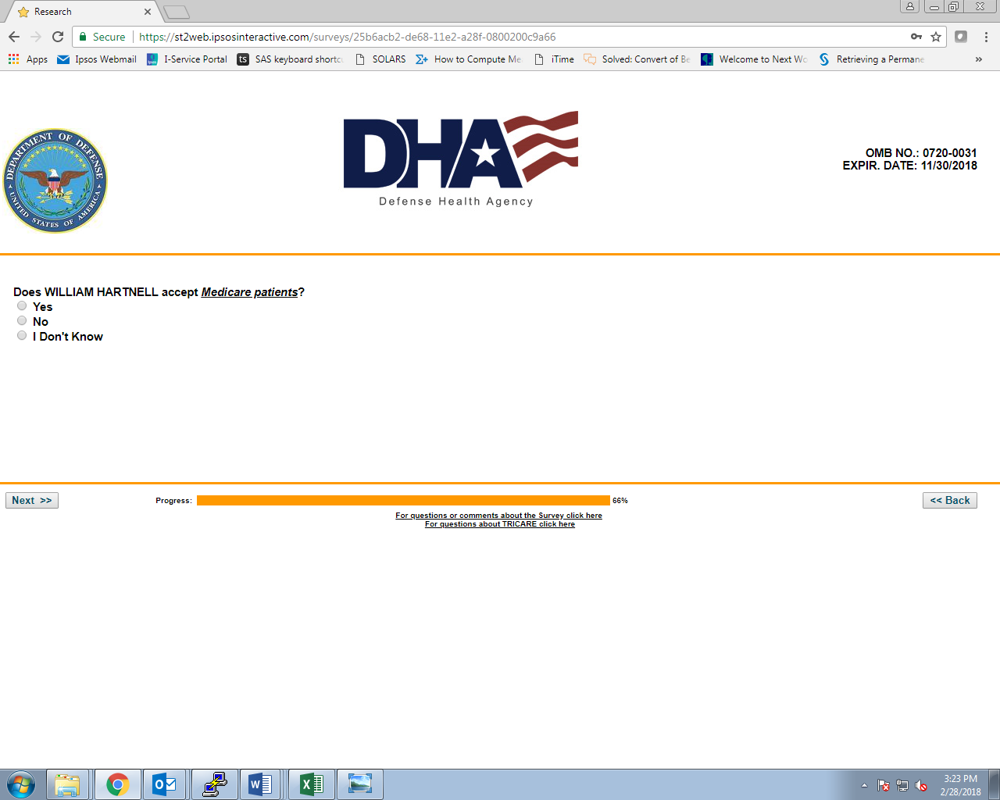 Research
Secure https://st2web.ipsosinteractive.com/surveys/25b6acb2-de68-11e2-a28f-0800200c9a66
Apps Ipsos Webmail I-Service Portal ts SAS keyboard shortc SOLARS Σ+ How to Compute Me iTime Solved: Convert of Be Welcome to Next Wo Retrieving a Permane »
DEPARTMENT OF DEFENSE
UNITED STATES OF AMERICA
DHA
Defense Health Agency
OMB NO.: 0720-0031
EXPIR. DATE: 11/30/2018
Does WILLIAM HARTNELL accept Medicare patients?
Yes
No
I Don't Know
Next >> Progress: 66% << Back
For questions or comments about the Survey click here
For questions about TRICARE click here
3:23 PM
2/28/2018